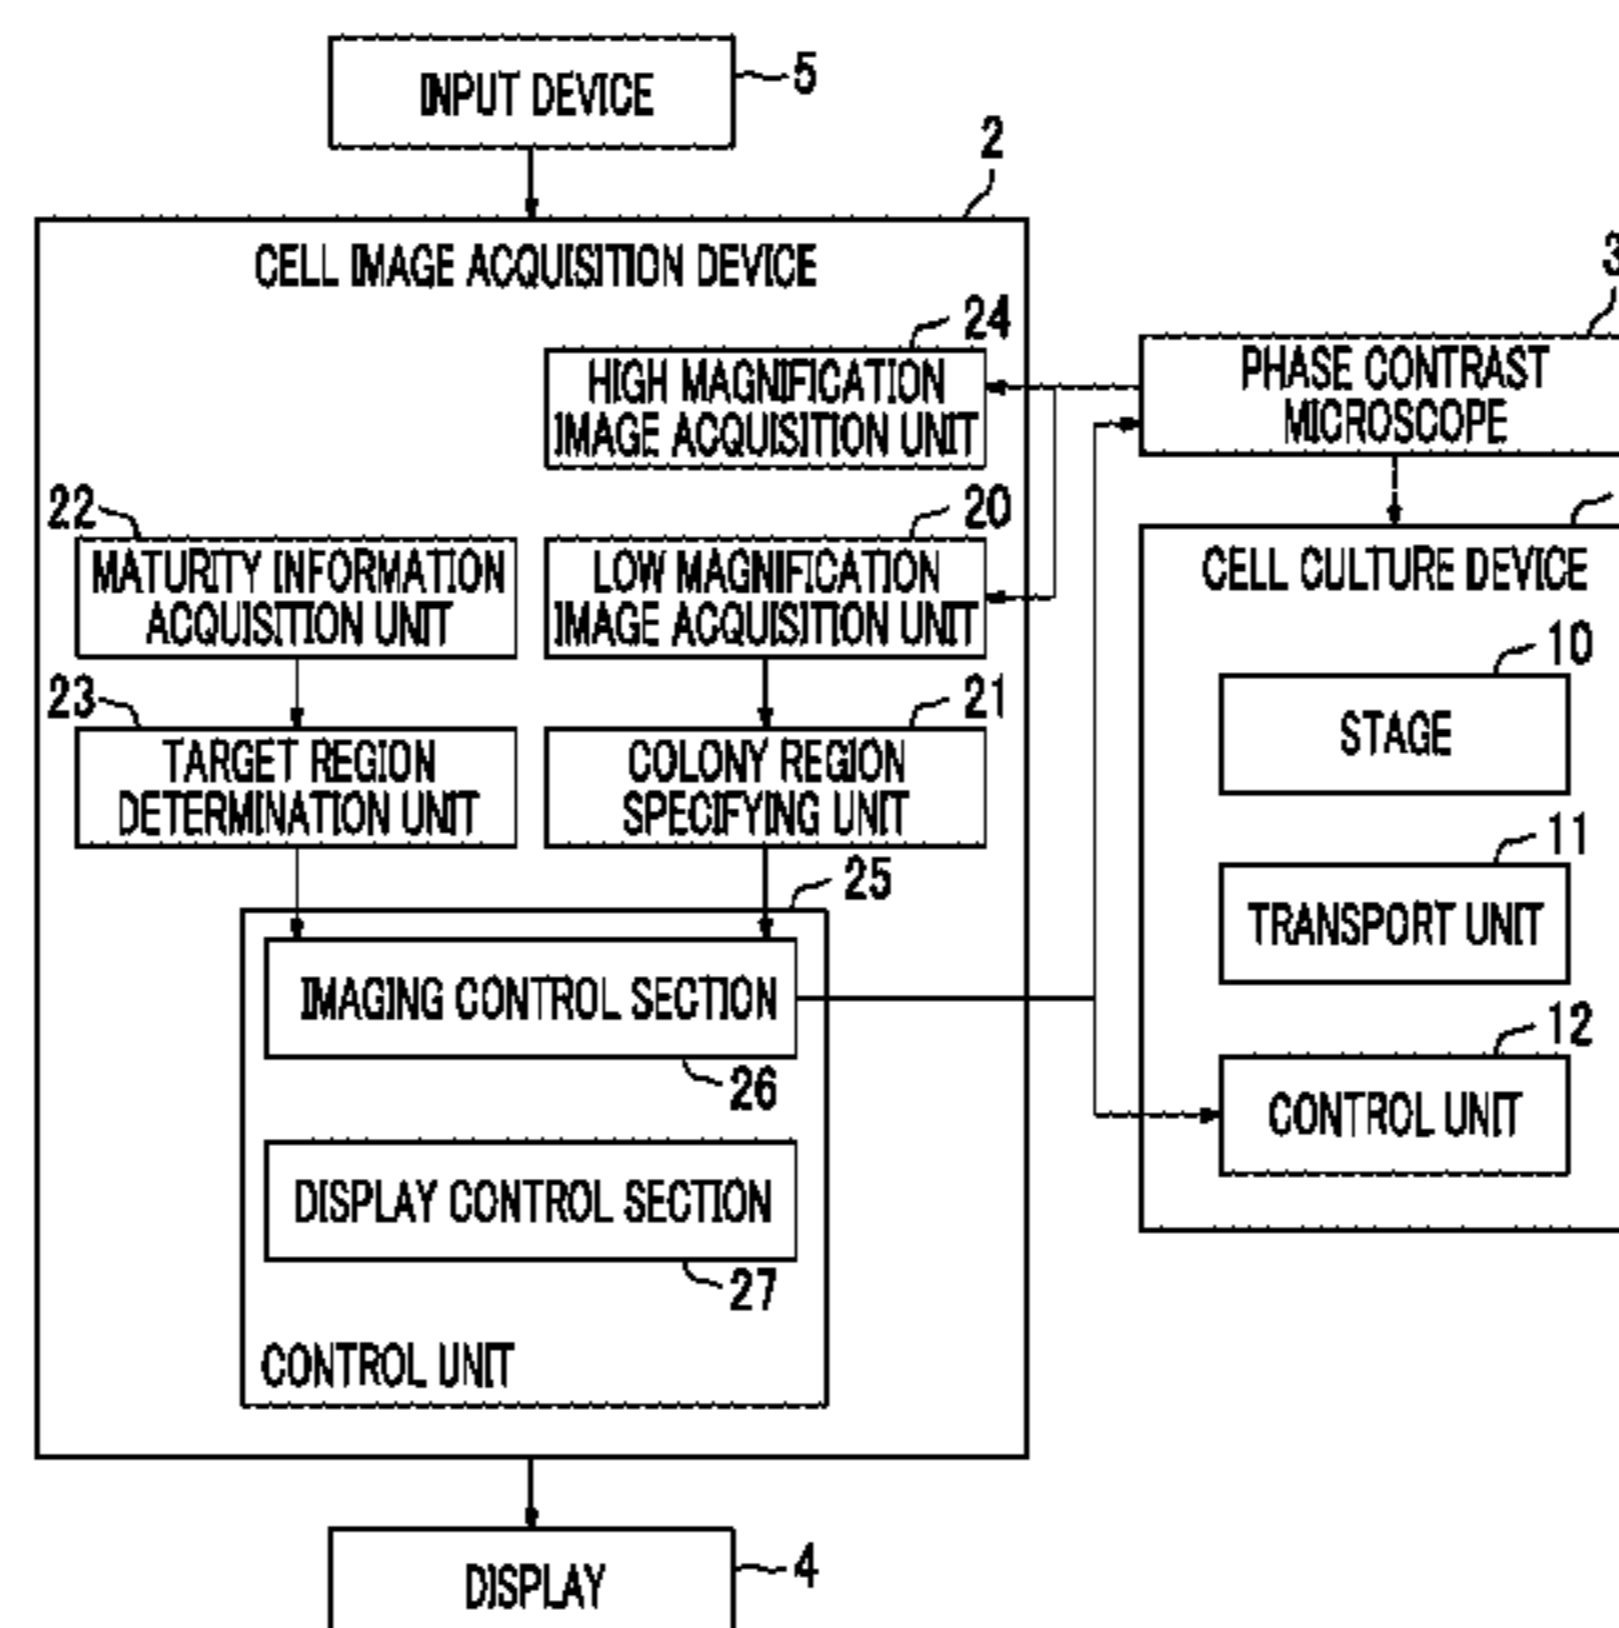 INPUT DEVICE
5
2
CELL IMAGE ACQUISITION DEVICE
24
HIGH MAGNIFICATION
IMAGE ACQUISITION UNIT
3
PHASE CONTRAST
MICROSCOPE
22
MATURITY INFORMATION
ACQUISITION UNIT
20
LOW MAGNIFICATION
IMAGE ACQUISITION UNIT
CELL CULTURE DEVICE
10
STAGE
23
TARGET REGION
DETERMINATION UNIT
21
COLONY REGION
SPECIFYING UNIT
11
TRANSPORT UNIT
25
IMAGING CONTROL SECTION
26
12
CONTROL UNIT
DISPLAY CONTROL SECTION
27
CONTROL UNIT
DISPLAY
4